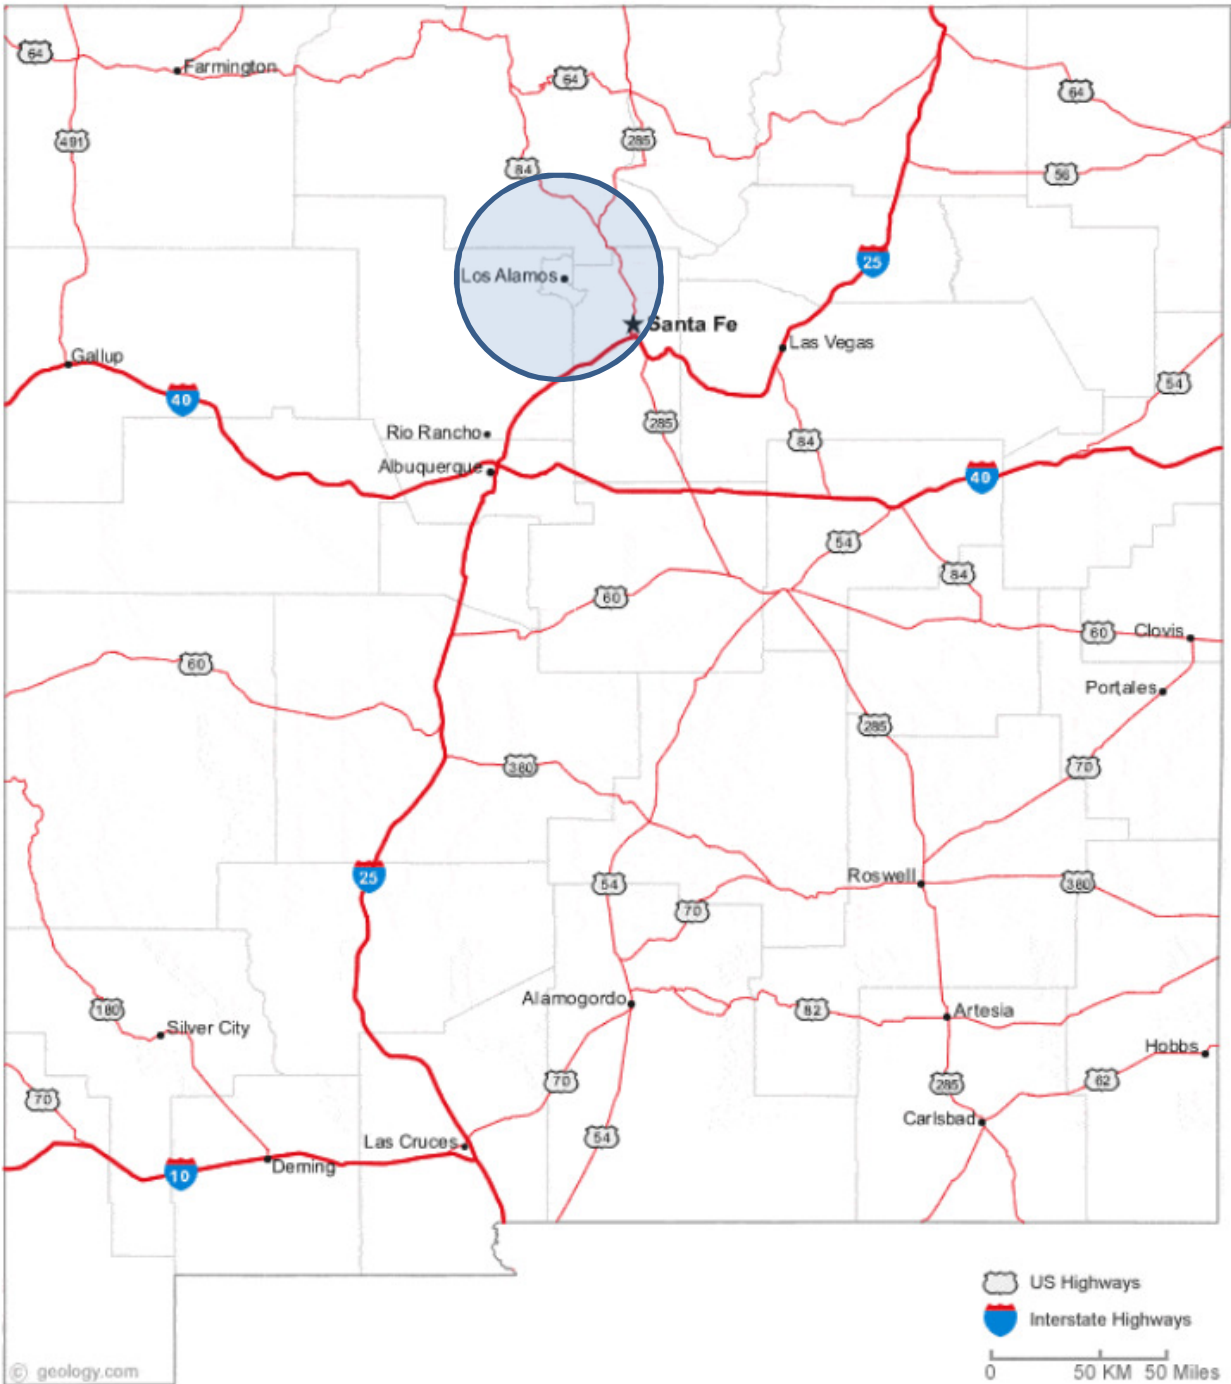 64
Farmington
64
64
491
285
84
56
25
Los Alamos
Santa Fe
Las Vegas
Gallup
40
54
285
Rio Rancho
84
Albuquerque
40
54
84
60
60
Clovis
60
Portales
285
380
70
25
54
Roswell
380
70
Alamogordo
180
82
Artesia
Silver City
Hobbs
70
70
285
62
Carlsbad
54
Las Cruces
Deming
10
US Highways
Interstate Highways
© geology.com
0 50 KM 50 Miles